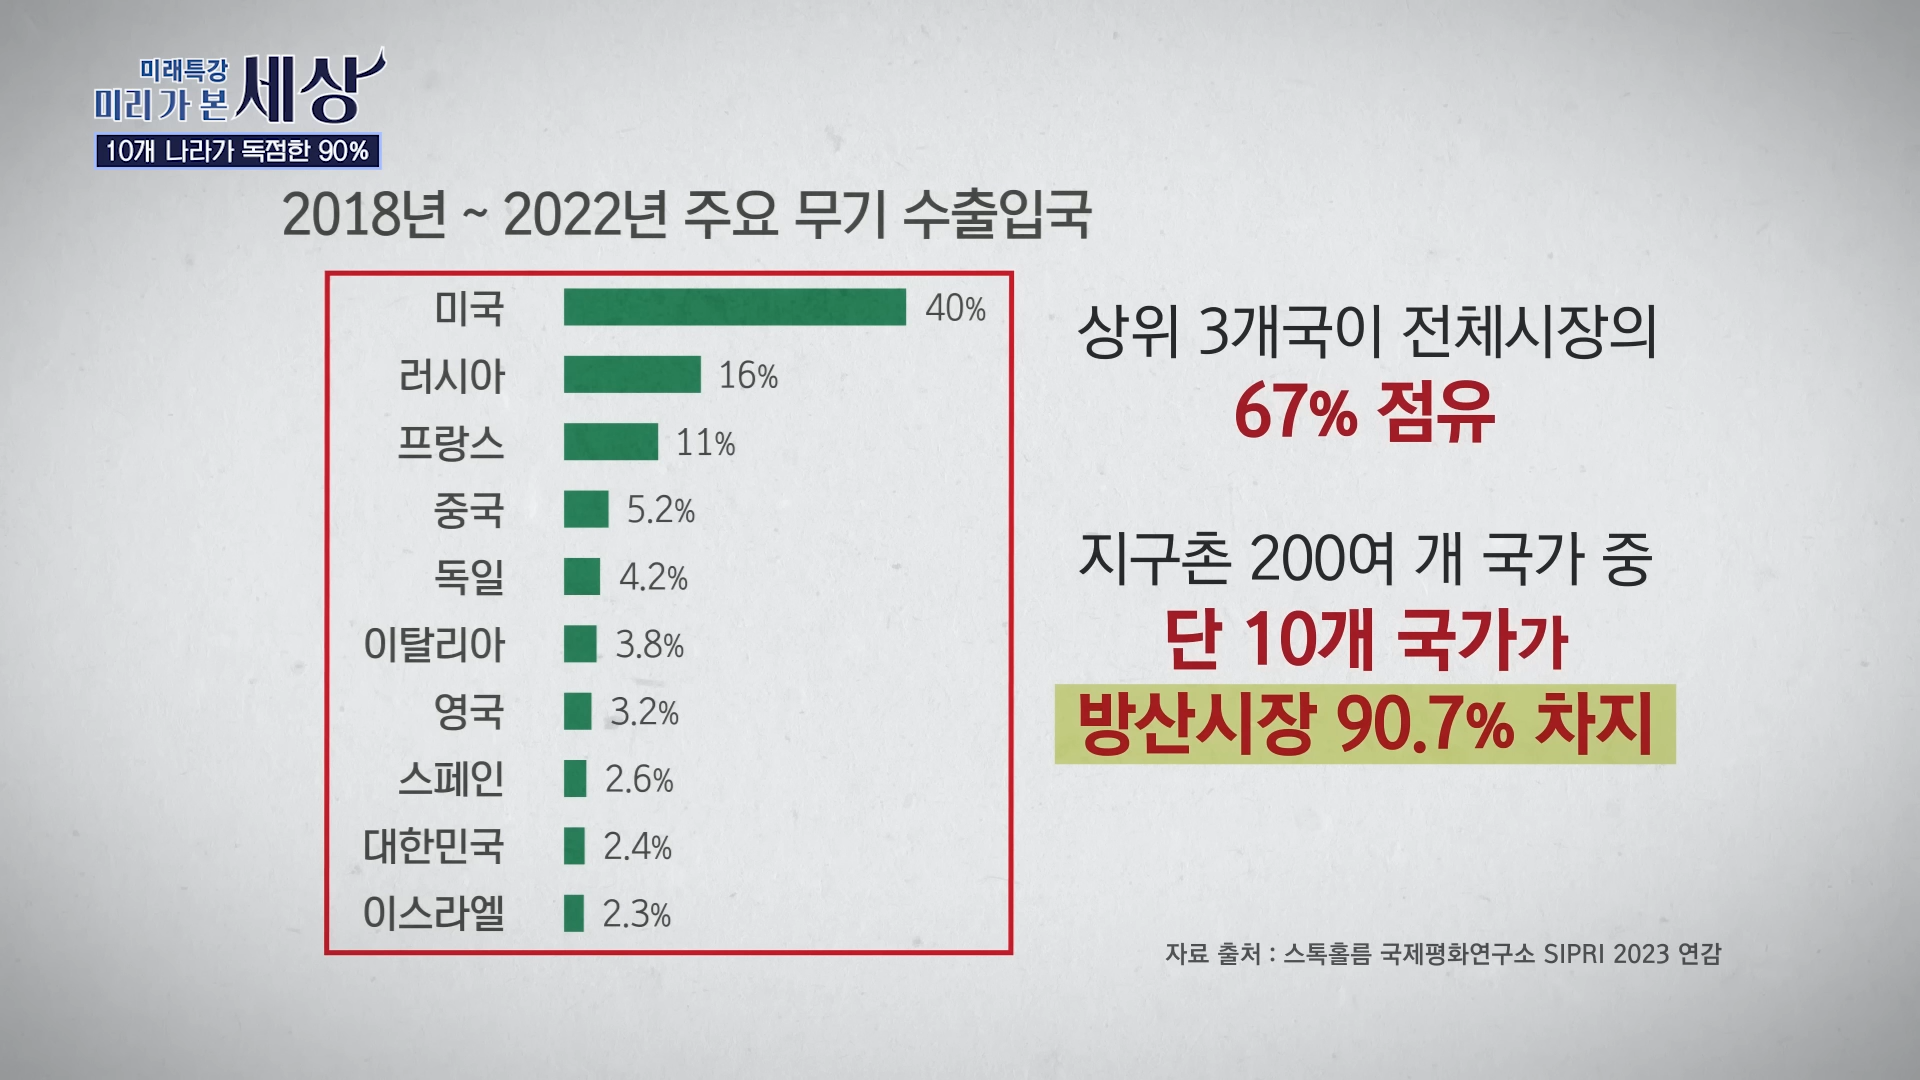 미래특강
미리 가 본 세상
10개 나라가 독점한 90%
2018년 ~ 2022년 주요 무기 수출입국
미국 40%
러시아 16%
프랑스 11%
중국 5.2%
독일 4.2%
이탈리아 3.8%
영국 3.2%
스페인 2.6%
대한민국 2.4%
이스라엘 2.3%
상위 3개국이 전체시장의
67% 점유
지구촌 200여 개 국가 중
단 10개 국가가
방산시장 90.7% 차지
자료 출처 : 스톡홀름 국제평화연구소 SIPRI 2023 연감